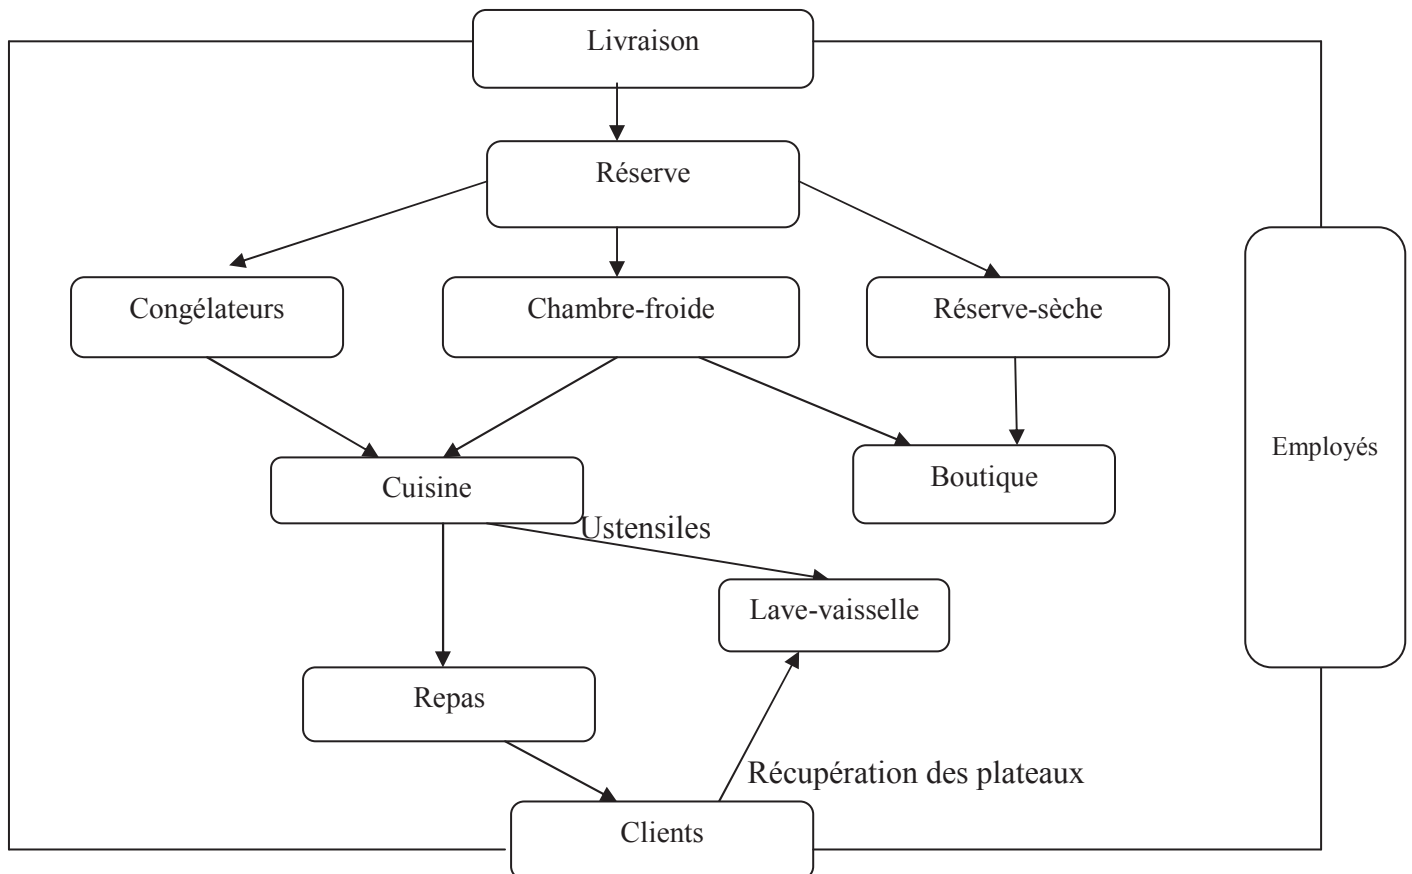 Livraison
Réserve
Congélateurs
Chambre-froide
Réserve-sèche
Employés
Boutique
Cuisine
Ustensiles
Lave-vaisselle
Repas
Récupération des plateaux
Clients